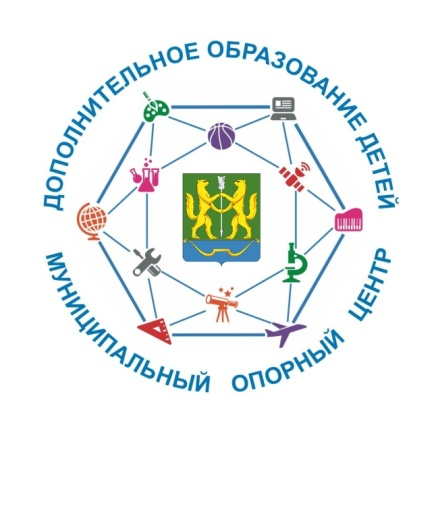 ДОПОЛНИТЕЛЬНОЕ ОБРАЗОВАНИЕ ДЕТЕЙ
МУНИЦИПАЛЬНЫЙ ОПОРНЫЙ ЦЕНТР